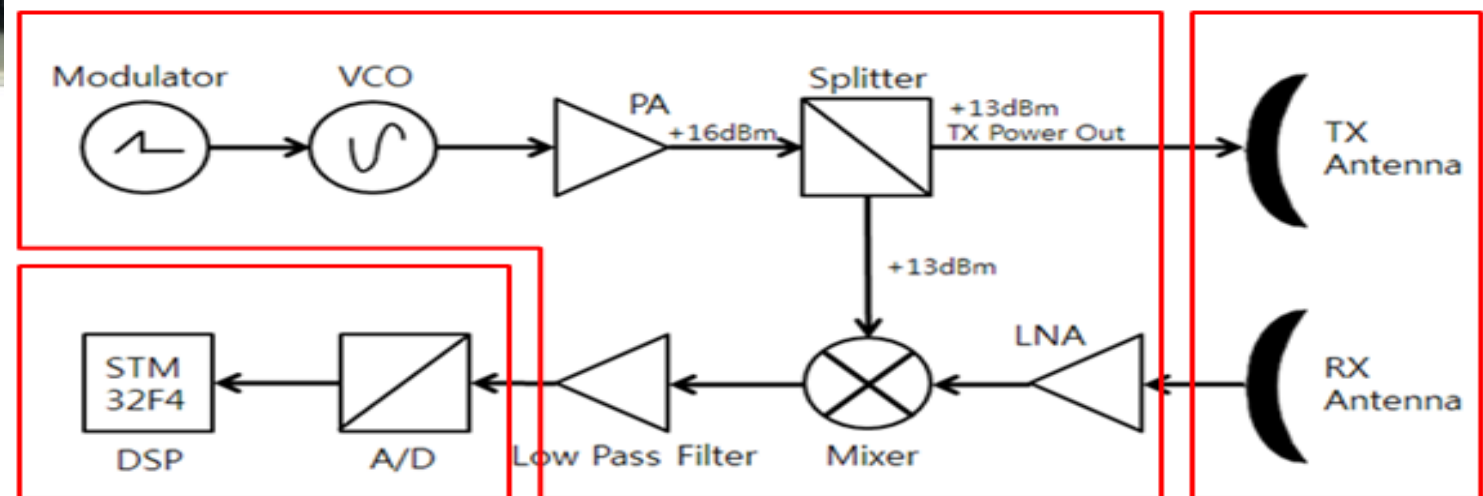 Modulator
VCO
PA
+16dBm
Splitter
+13dBm
TX Power Out
TX
Antenna
+13dBm
STM
32F4
DSP
A/D
Low Pass Filter
Mixer
LNA
RX
Antenna